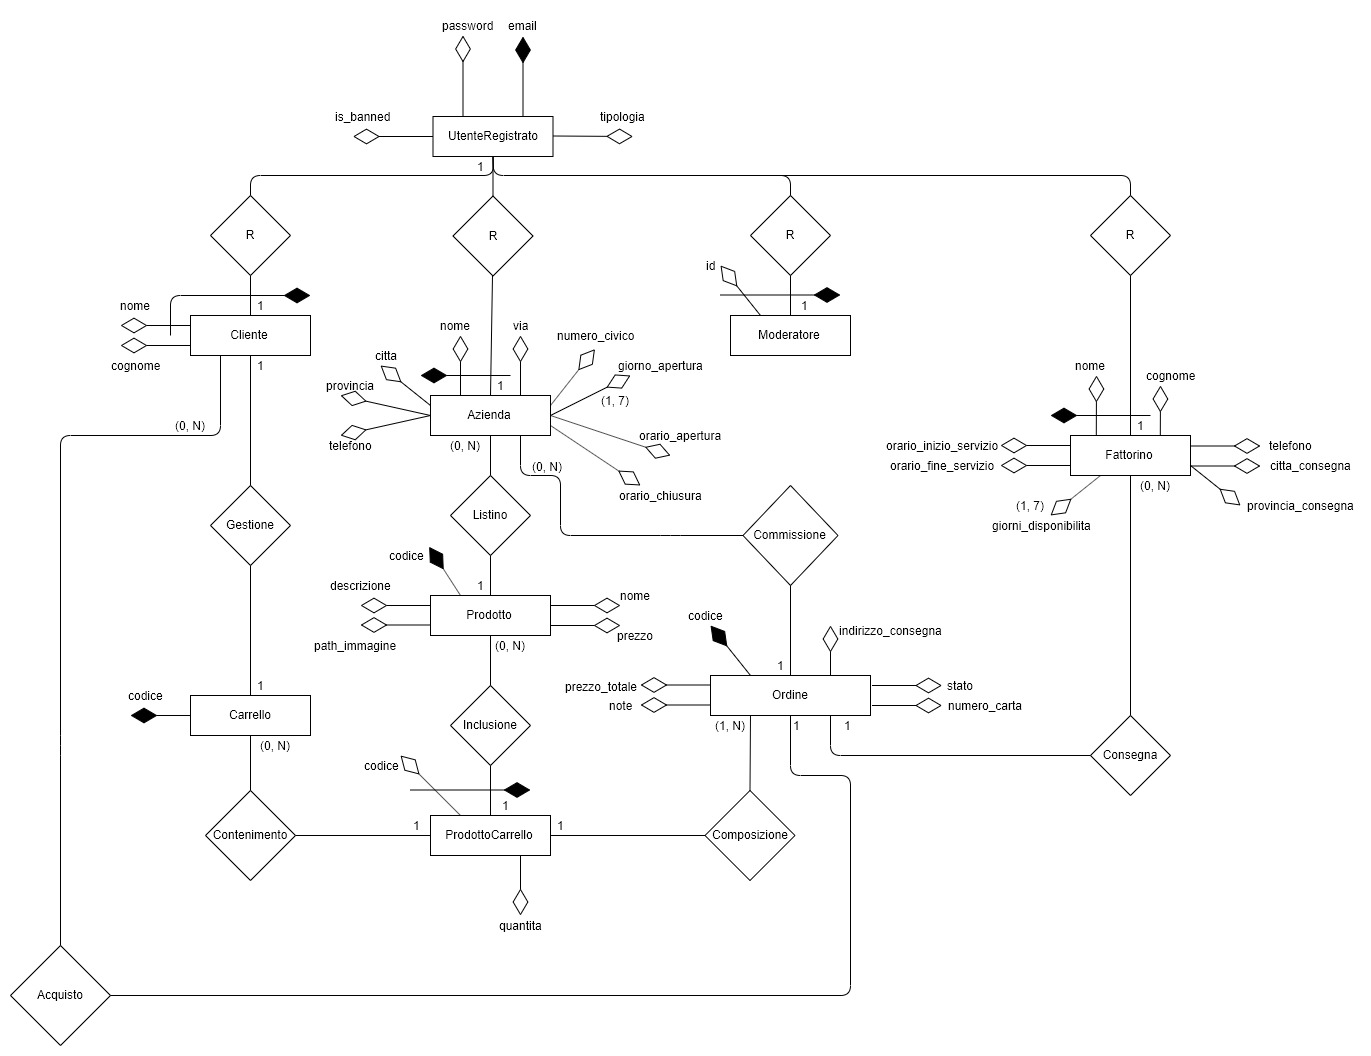 password
email
is_banned
tipologia
UtenteRegistrato
1
R
R
R
R
id
nome
1
1
Cliente
Moderatore
cognome
1
nome
via
numero_civico
citta
giorno_apertura
provincia
1
(1, 7)
Azienda
telefono
(0, N)
(0, N)
orario_apertura
orario_chiusura
nome
cognome
1
orario_inizio_servizio
orario_fine_servizio
Fattorino
telefono
citta_consegna
(0, N)
(1, 7)
provincia_consegna
giorni_disponibilita
(0, N)
Gestione
Listino
Commissione
codice
descrizione
1
nome
Prodotto
path_immagine
(0, N)
prezzo
codice
indirizzo_consegna
1
prezzo_totale
note
Ordine
stato
numero_carta
(1, N)
1
1
1
codice
Carrello
(0, N)
Inclusione
Consegna
codice
1
Contenimento
1
ProdottoCarrello
1
Composizione
quantita
Acquisto